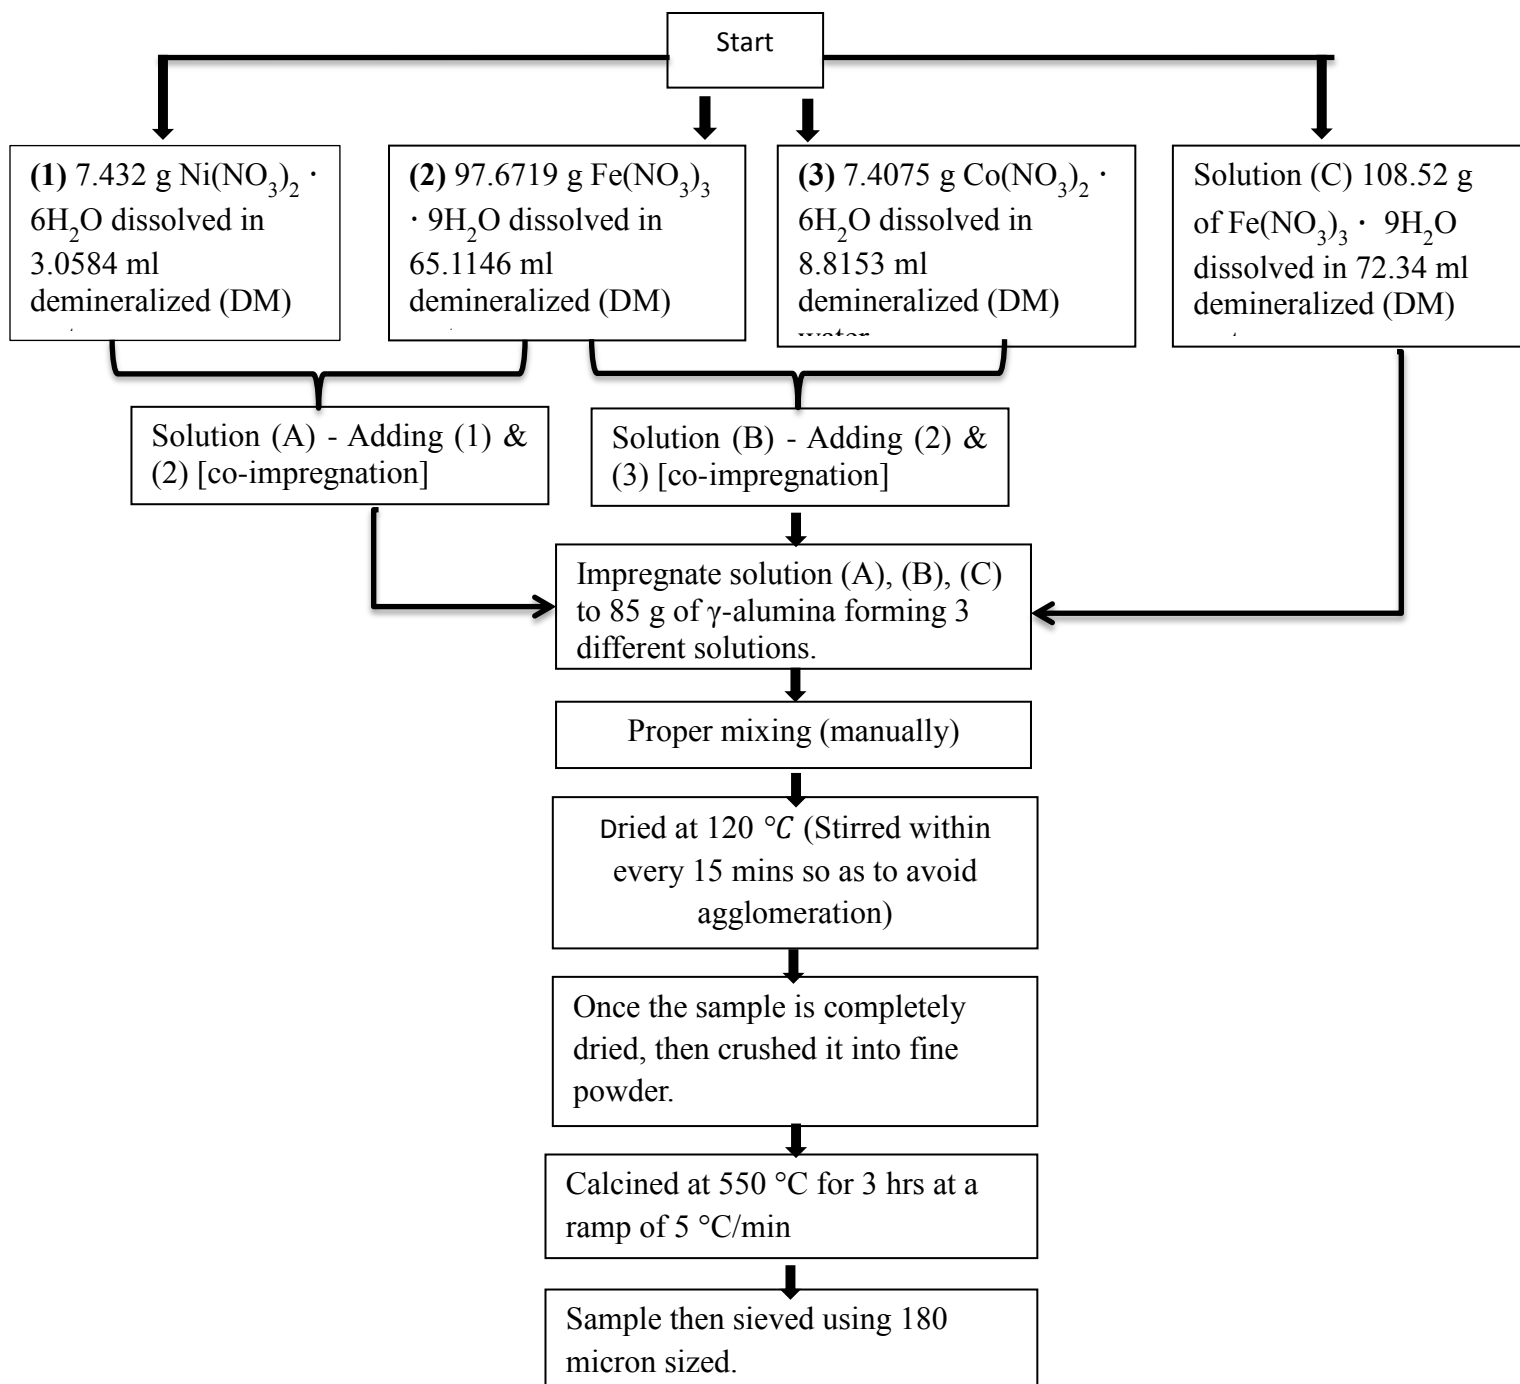 Start
(1) 7.432 g Ni(NO₃)₂ ·
6H₂O dissolved in
3.0584 ml
demineralized (DM)
(2) 97.6719 g Fe(NO₃)₃
· 9H₂O dissolved in
65.1146 ml
demineralized (DM)
(3) 7.4075 g Co(NO₃)₂ ·
6H₂O dissolved in
8.8153 ml
demineralized (DM)
water
Solution (C) 108.52 g
of Fe(NO₃)₃ · 9H₂O
dissolved in 72.34 ml
demineralized (DM)
Solution (A) - Adding (1) &
(2) [co-impregnation]
Solution (B) - Adding (2) &
(3) [co-impregnation]
Impregnate solution (A), (B), (C)
to 85 g of γ-alumina forming 3
different solutions.
Proper mixing (manually)
Dried at 120 °C (Stirred within
every 15 mins so as to avoid
agglomeration)
Once the sample is completely
dried, then crushed it into fine
powder.
Calcined at 550 °C for 3 hrs at a
ramp of 5 °C/min
Sample then sieved using 180
micron sized.